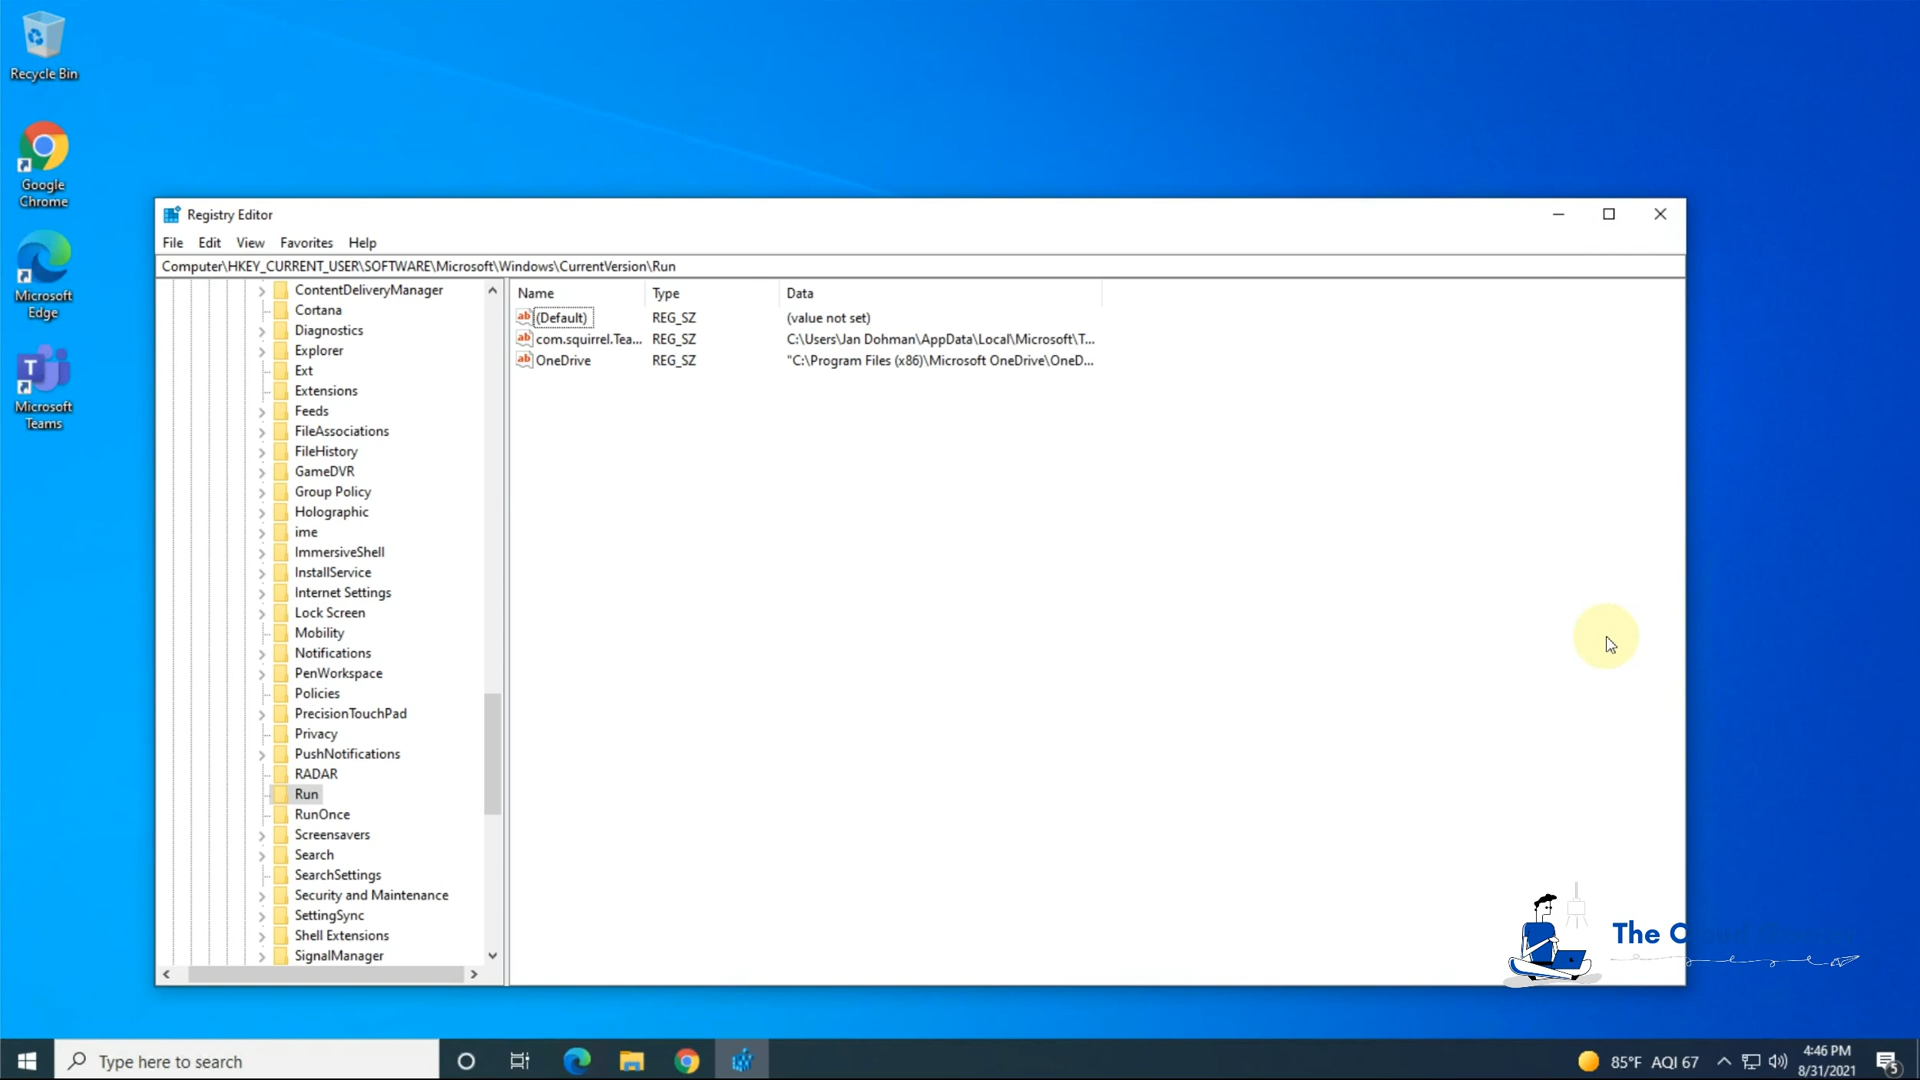 Recycle Bin
Google
Chrome
Microsoft
Edge
Microsoft
Teams
Registry Editor
File Edit View Favorites Help
Computer\HKEY_CURRENT_USER\SOFTWARE\Microsoft\Windows\CurrentVersion\Run
ContentDeliveryManager
Cortana
Diagnostics
Explorer
Ext
Extensions
Feeds
FileAssociations
FileHistory
GameDVR
Group Policy
Holographic
ime
ImmersiveShell
InstallService
Internet Settings
Lock Screen
Mobility
Notifications
PenWorkspace
Policies
PrecisionTouchPad
Privacy
PushNotifications
RADAR
Run
RunOnce
Screensavers
Search
SearchSettings
Security and Maintenance
SettingSync
Shell Extensions
SignalManager
Name Type Data
ab (Default) REG_SZ (value not set)
ab com.squirrel.Tea... REG_SZ C:\Users\Jan Dohman\AppData\Local\Microsoft\T...
ab OneDrive REG_SZ "C:\Program Files (x86)\Microsoft OneDrive\OneD...
The
Type here to search
85°F AQI 67
4:46 PM
8/31/2021
5